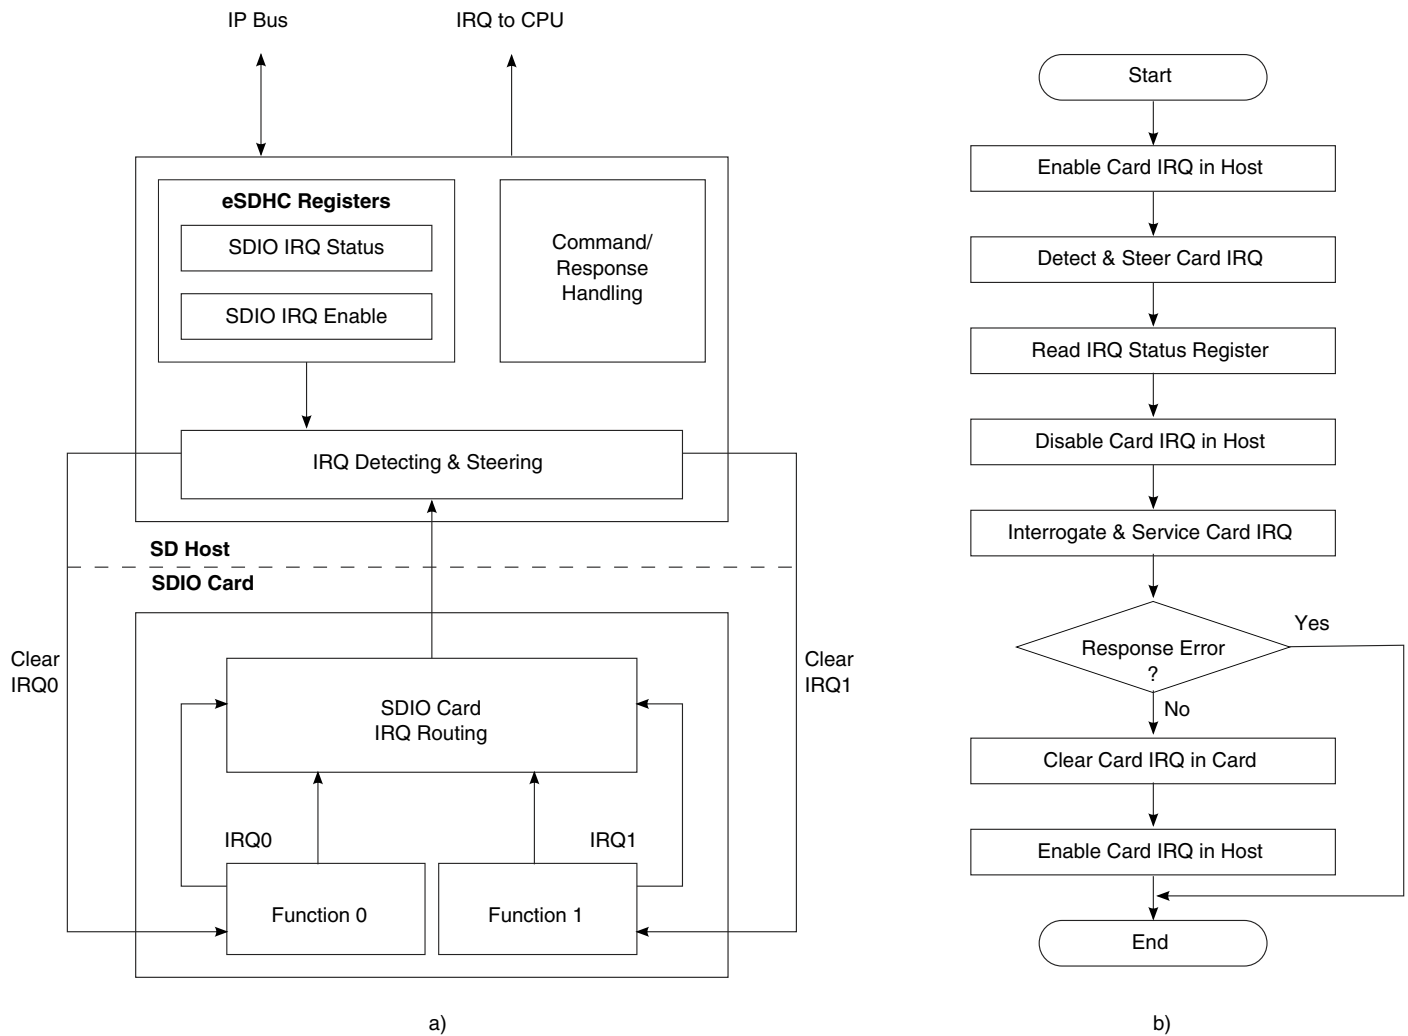 IP Bus
IRQ to CPU
eSDHC Registers
SDIO IRQ Status
SDIO IRQ Enable
Command/
Response
Handling
IRQ Detecting & Steering
SD Host
SDIO Card
Clear
IRQ0
Clear
IRQ1
SDIO Card
IRQ Routing
IRQ0
IRQ1
Function 0
Function 1
a)
Start
Enable Card IRQ in Host
Detect & Steer Card IRQ
Read IRQ Status Register
Disable Card IRQ in Host
Interrogate & Service Card IRQ
Response Error
?
Yes
No
Clear Card IRQ in Card
Enable Card IRQ in Host
End
b)